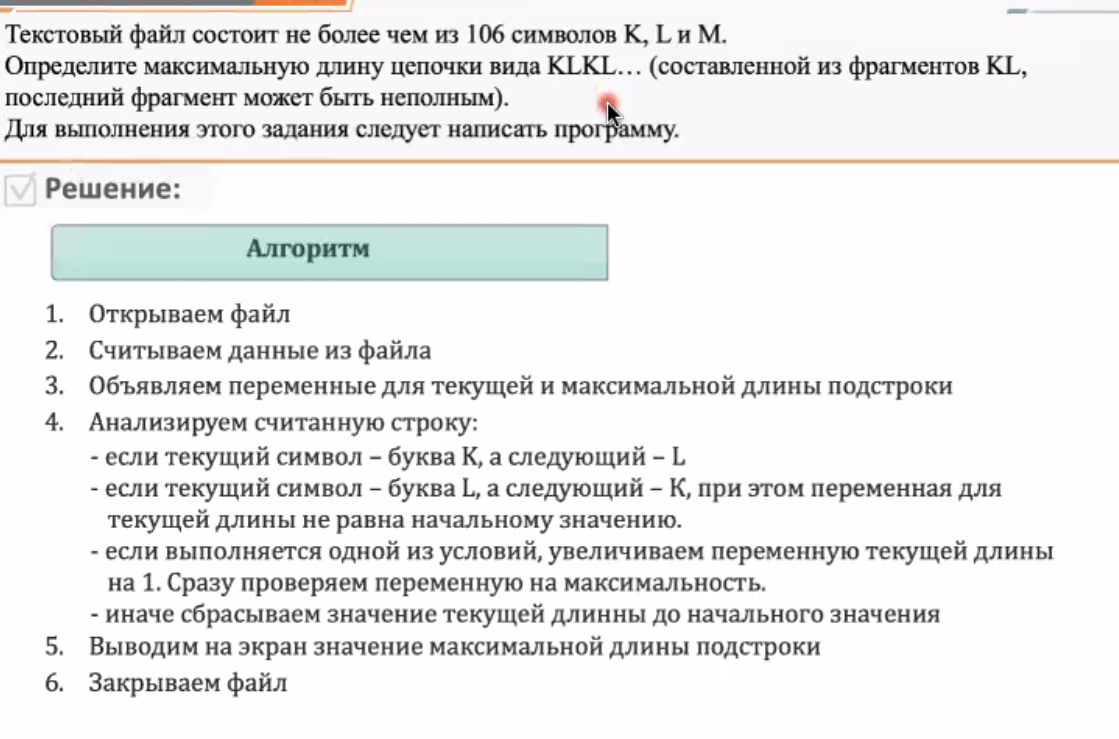 Текстовый файл состоит не более чем из 106 символов K, L и M.
Определите максимальную длину цепочки вида KLKL… (составленной из фрагментов KL,
последний фрагмент может быть неполным).
Для выполнения этого задания следует написать программу.
Решение:
Алгоритм
1. Открываем файл
2. Считываем данные из файла
3. Объявляем переменные для текущей и максимальной длины подстроки
4. Анализируем считанную строку:
- если текущий символ – буква K, а следующий – L
- если текущий символ – буква L, а следующий – K, при этом переменная для
текущей длины не равна начальному значению.
- если выполняется одной из условий, увеличиваем переменную текущей длины
на 1. Сразу проверяем переменную на максимальность.
- иначе сбрасываем значение текущей длинны до начального значения
5. Выводим на экран значение максимальной длины подстроки
6. Закрываем файл